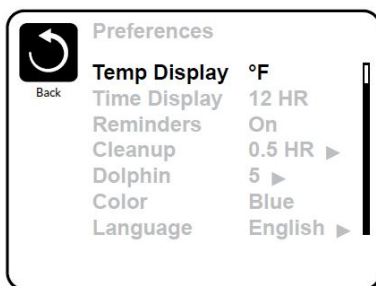 Preferences
Temp Display °F
Back
Time Display 12 HR
Reminders On
Cleanup 0.5 HR ▶
Dolphin 5 ▶
Color Blue
Language English ▶